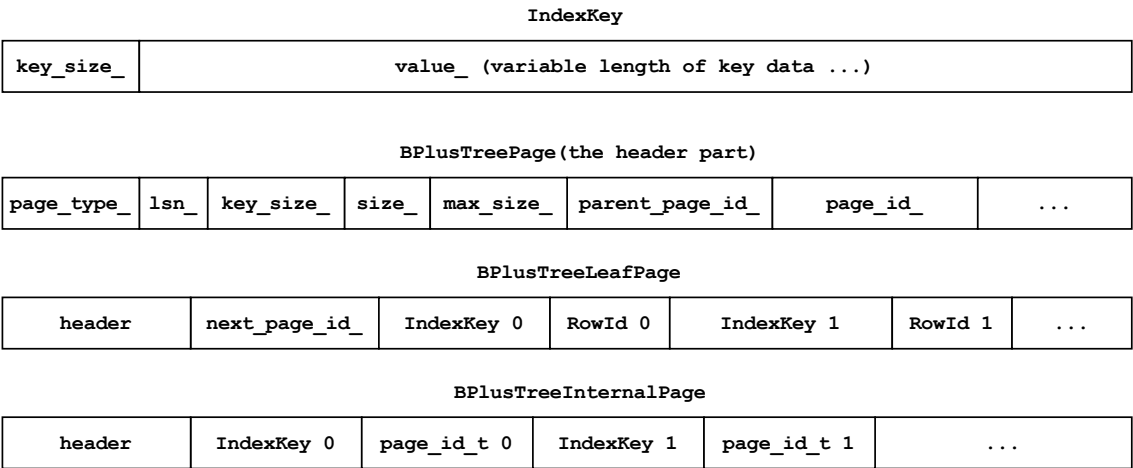 IndexKey
key_size_ value_ (variable length of key data ...)
BPlusTreePage(the header part)
page_type_ lsn_ key_size_ size_ max_size_ parent_page_id_ page_id_ ...
BPlusTreeLeafPage
header next_page_id_ IndexKey 0 RowId 0 IndexKey 1 RowId 1 ...
BPlusTreeInternalPage
header IndexKey 0 page_id_t 0 IndexKey 1 page_id_t 1 ...